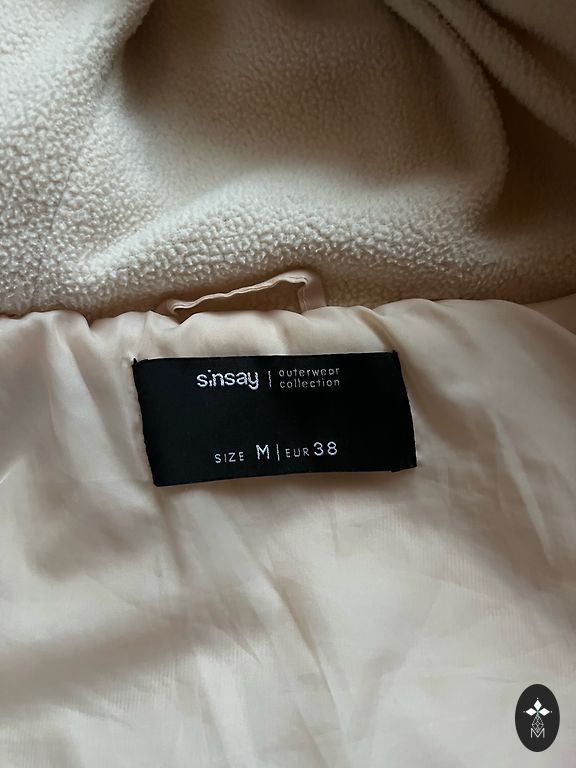 sinsay | outerwear
collection
SIZE M | EUR 38
M